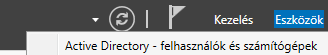 Kezelés Eszközök
Active Directory - felhasználók és számítógépek